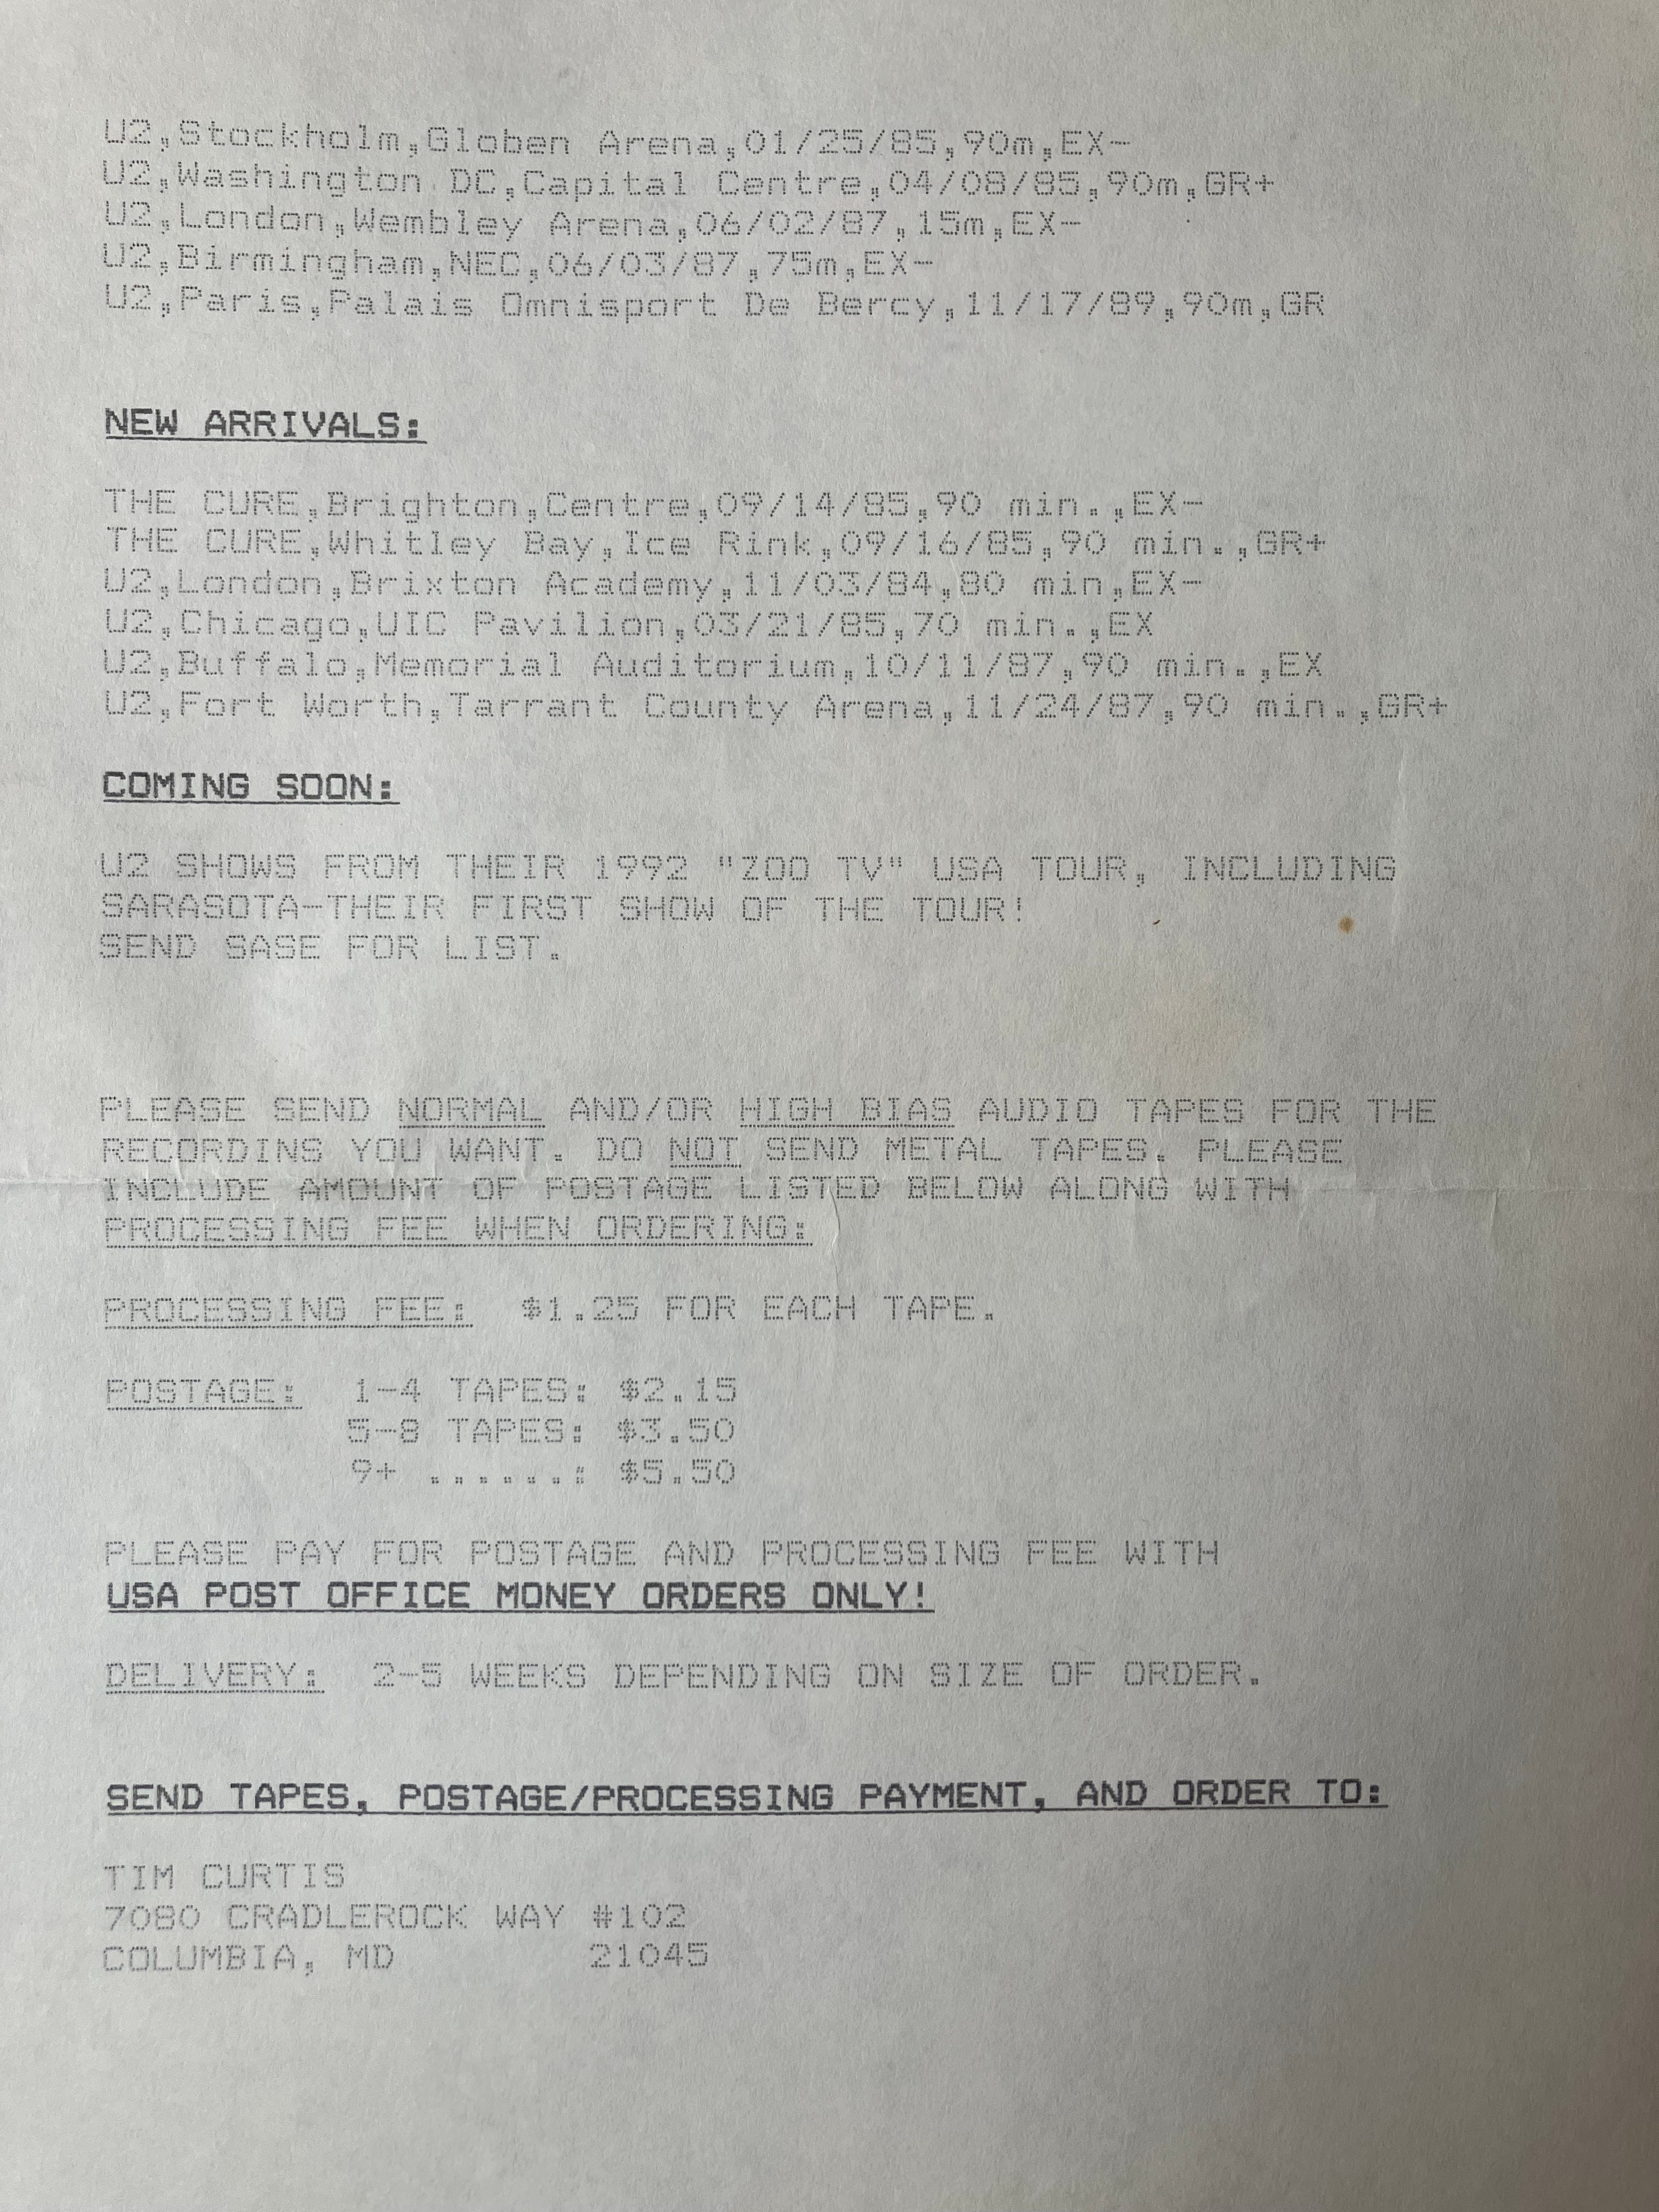 U2,Stockholm,Globen Arena,01/25/85,90m,EX-
U2,Washington DC,Capital Centre,04/08/85,90m,GR+
U2,London,Wembley Arena,06/02/87,15m,EX-
U2,Birmingham,NEC,06/03/87,75m,EX-
U2,Paris,Palais Omnisport De Bercy,11/17/89,90m,GR
NEW ARRIVALS:
THE CURE,Brighton,Centre,09/14/85,90 min.,EX-
THE CURE,Whitley Bay,Ice Rink,09/16/85,90 min.,GR+
U2,London,Brixton Academy,11/03/84,80 min,EX-
U2,Chicago,UIC Pavilion,03/21/85,70 min.,EX
U2,Buffalo,Memorial Auditorium,10/11/87,90 min.,EX
U2,Fort Worth,Tarrant County Arena,11/24/87,90 min.,GR+
COMING SOON:
U2 SHOWS FROM THEIR 1992 "ZOO TV" USA TOUR, INCLUDING
SARASOTA-THEIR FIRST SHOW OF THE TOUR!
SEND SASE FOR LIST.
PLEASE SEND NORMAL AND/OR HIGH BIAS AUDIO TAPES FOR THE
RECORDINS YOU WANT. DO NOT SEND METAL TAPES. PLEASE
INCLUDE AMOUNT OF POSTAGE LISTED BELOW ALONG WITH
PROCESSING FEE WHEN ORDERING:
PROCESSING FEE: $1.25 FOR EACH TAPE.
POSTAGE: 1-4 TAPES: $2.15
5-8 TAPES: $3.50
9+ ......: $5.50
PLEASE PAY FOR POSTAGE AND PROCESSING FEE WITH
USA POST OFFICE MONEY ORDERS ONLY!
DELIVERY: 2-5 WEEKS DEPENDING ON SIZE OF ORDER.
SEND TAPES, POSTAGE/PROCESSING PAYMENT, AND ORDER TO:
TIM CURTIS
7080 CRADLEROCK WAY #102
COLUMBIA, MD 21045